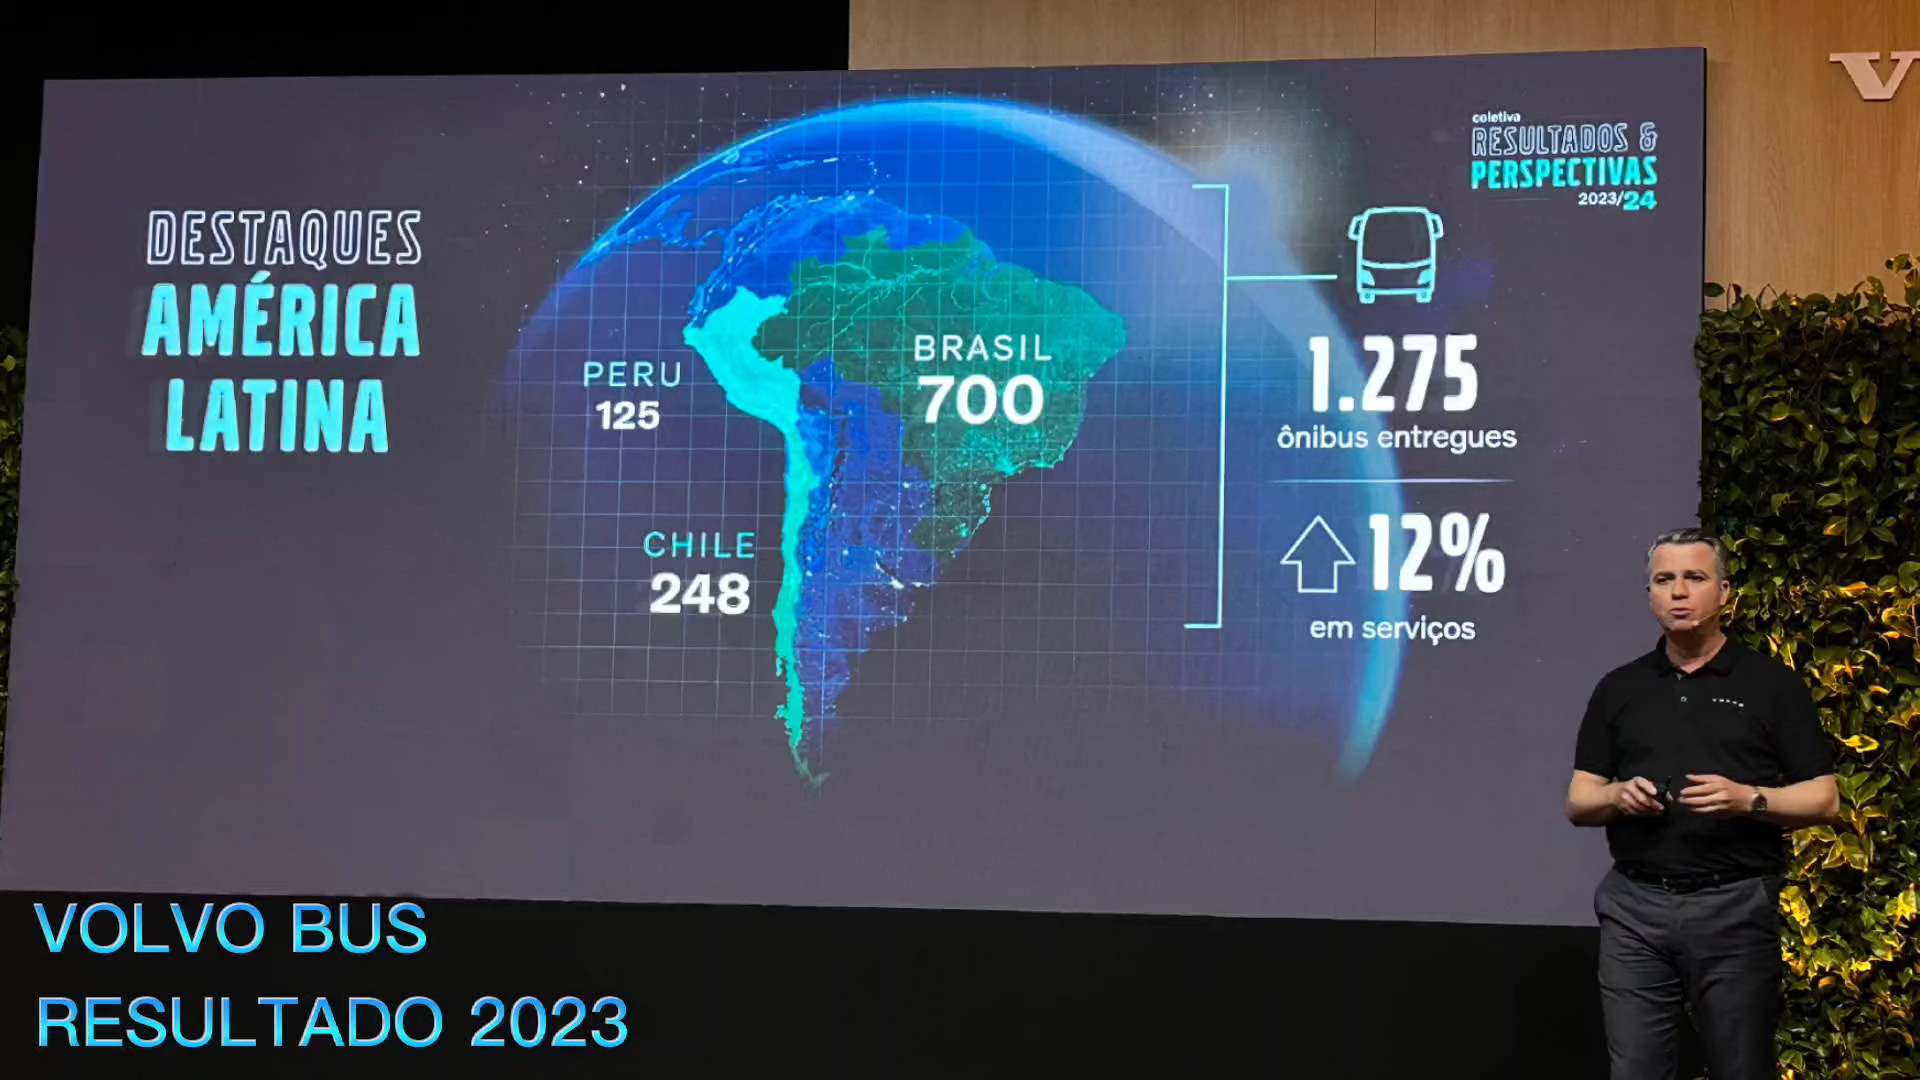 V
coletiva
RESULTADOS &
PERSPECTIVAS
2023/24
DESTAQUES
AMÉRICA
LATINA
PERU
125
BRASIL
700
CHILE
248
1.275
ônibus entregues
12%
em serviços
VOLVO
VOLVO BUS
RESULTADO 2023